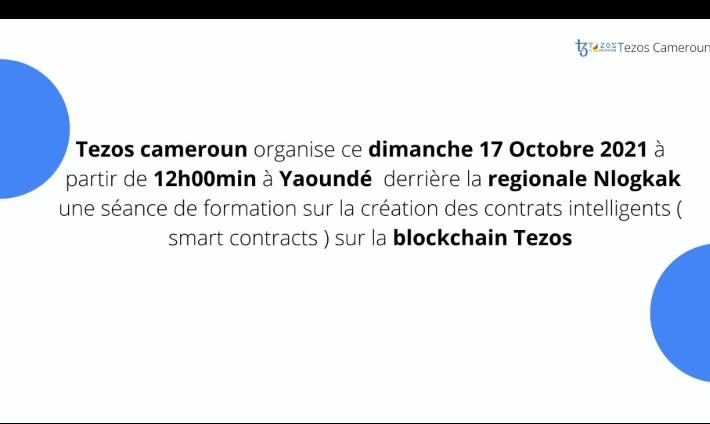 Tezos Cameroun
Tezos cameroun organise ce dimanche 17 Octobre 2021 à
partir de 12h00min à Yaoundé derrière la regionale Nlogkak
une séance de formation sur la création des contrats intelligents (
smart contracts ) sur la blockchain Tezos